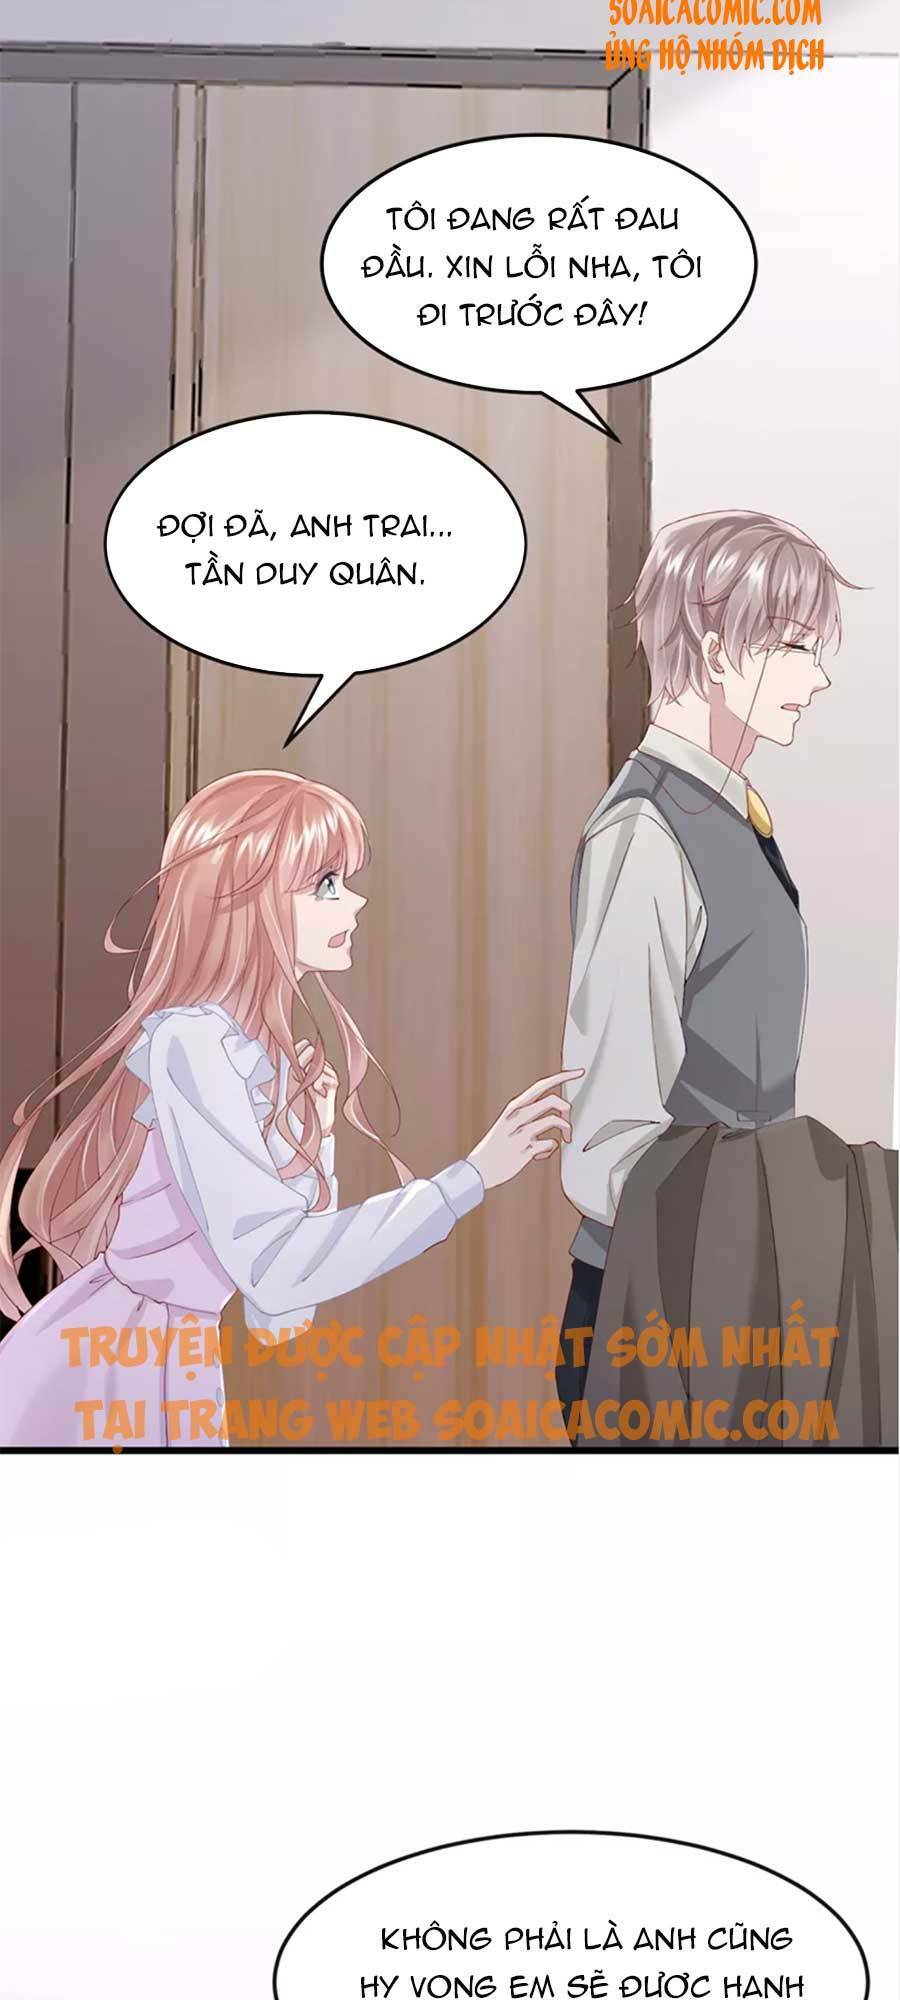 SOAICACOMIC.COM
ỦNG HỘ NHÓM DỊCH
TÔI ĐANG RẤT ĐAU
ĐẦU. XIN LỖI NHA, TÔI
ĐI TRƯỚC ĐÂY!
ĐỢI ĐÃ, ANH TRAI...
TẦN DUY QUÂN.
TRUYỆN ĐƯỢC CẬP NHẬT SỚM NHẤT
TẠI TRANG WEB SOAICACOMIC.COM
KHÔNG PHẢI LÀ ANH CŨNG
HY VỌNG EM SẼ ĐƯỢC HẠNH